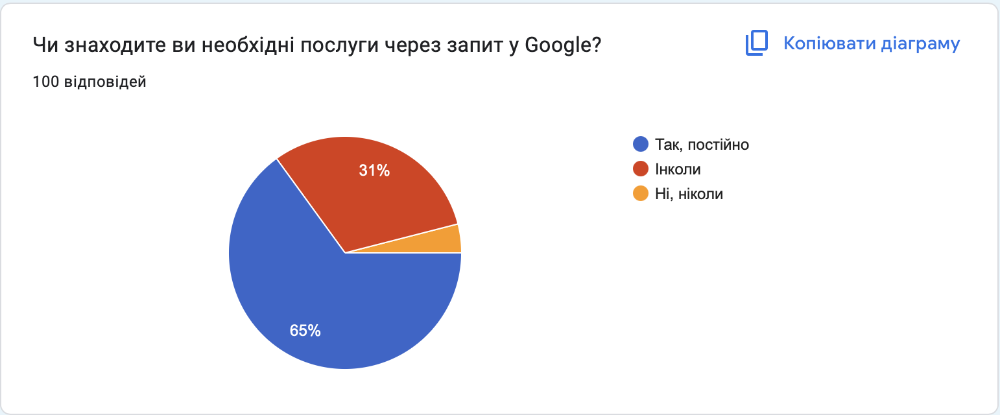 Чи знаходите ви необхідні послуги через запит у Google?
Копіювати діаграму
100 відповідей
Так, постійно
Інколи
Ні, ніколи
31%
65%